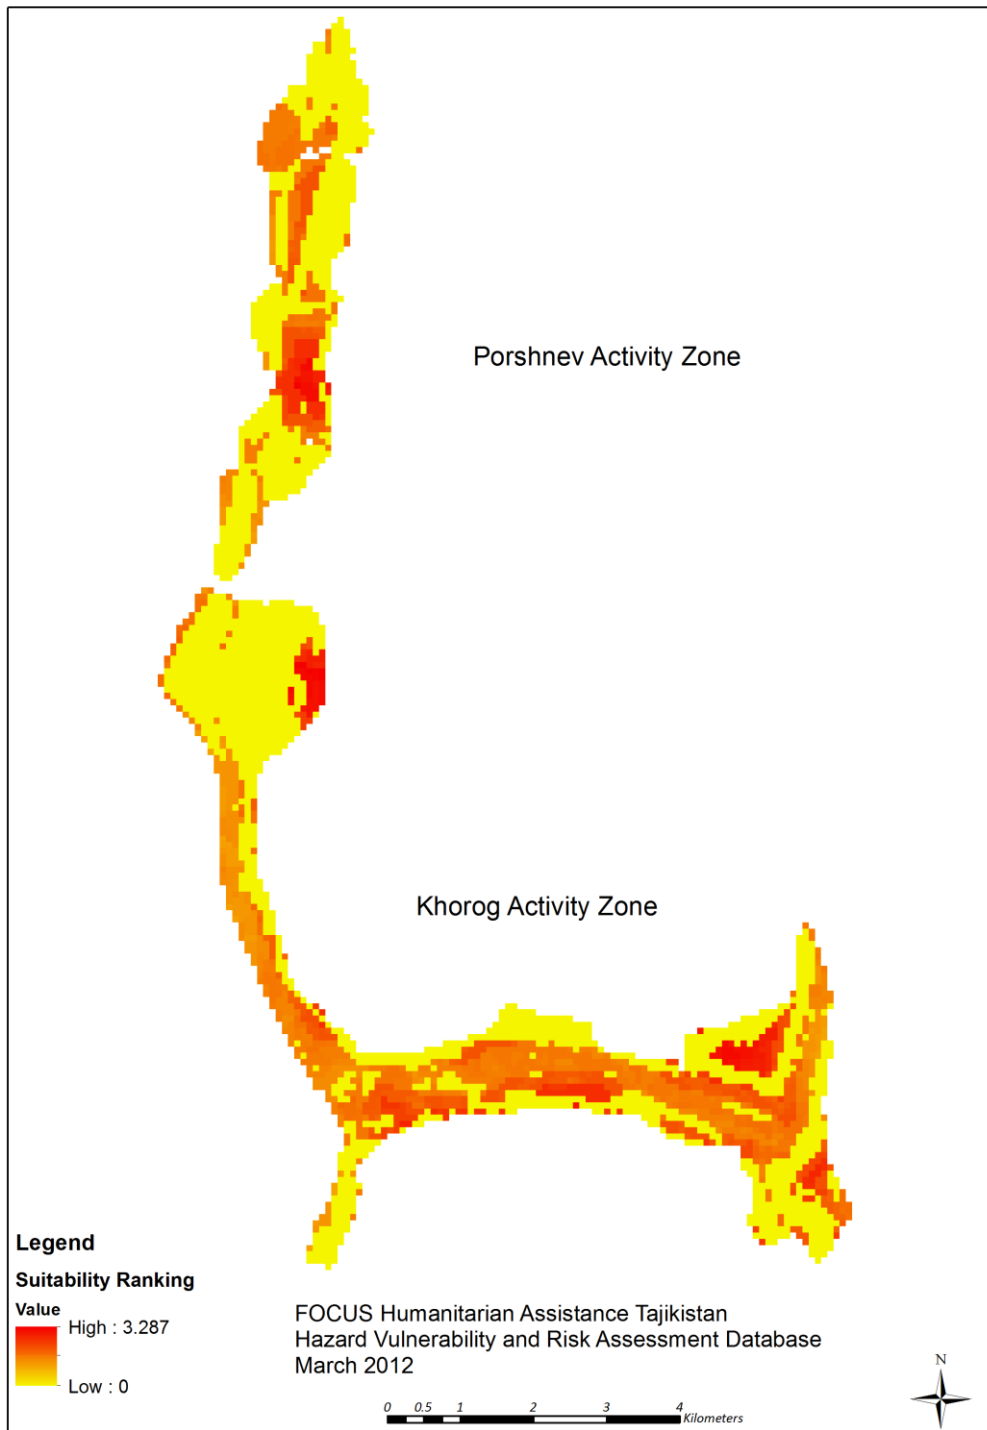 Porshnev Activity Zone
Khorog Activity Zone
Legend
Suitability Ranking
Value
High : 3.287
Low : 0
FOCUS Humanitarian Assistance Tajikistan
Hazard Vulnerability and Risk Assessment Database
March 2012
0 0.5 1 2 3 4
Kilometers
N